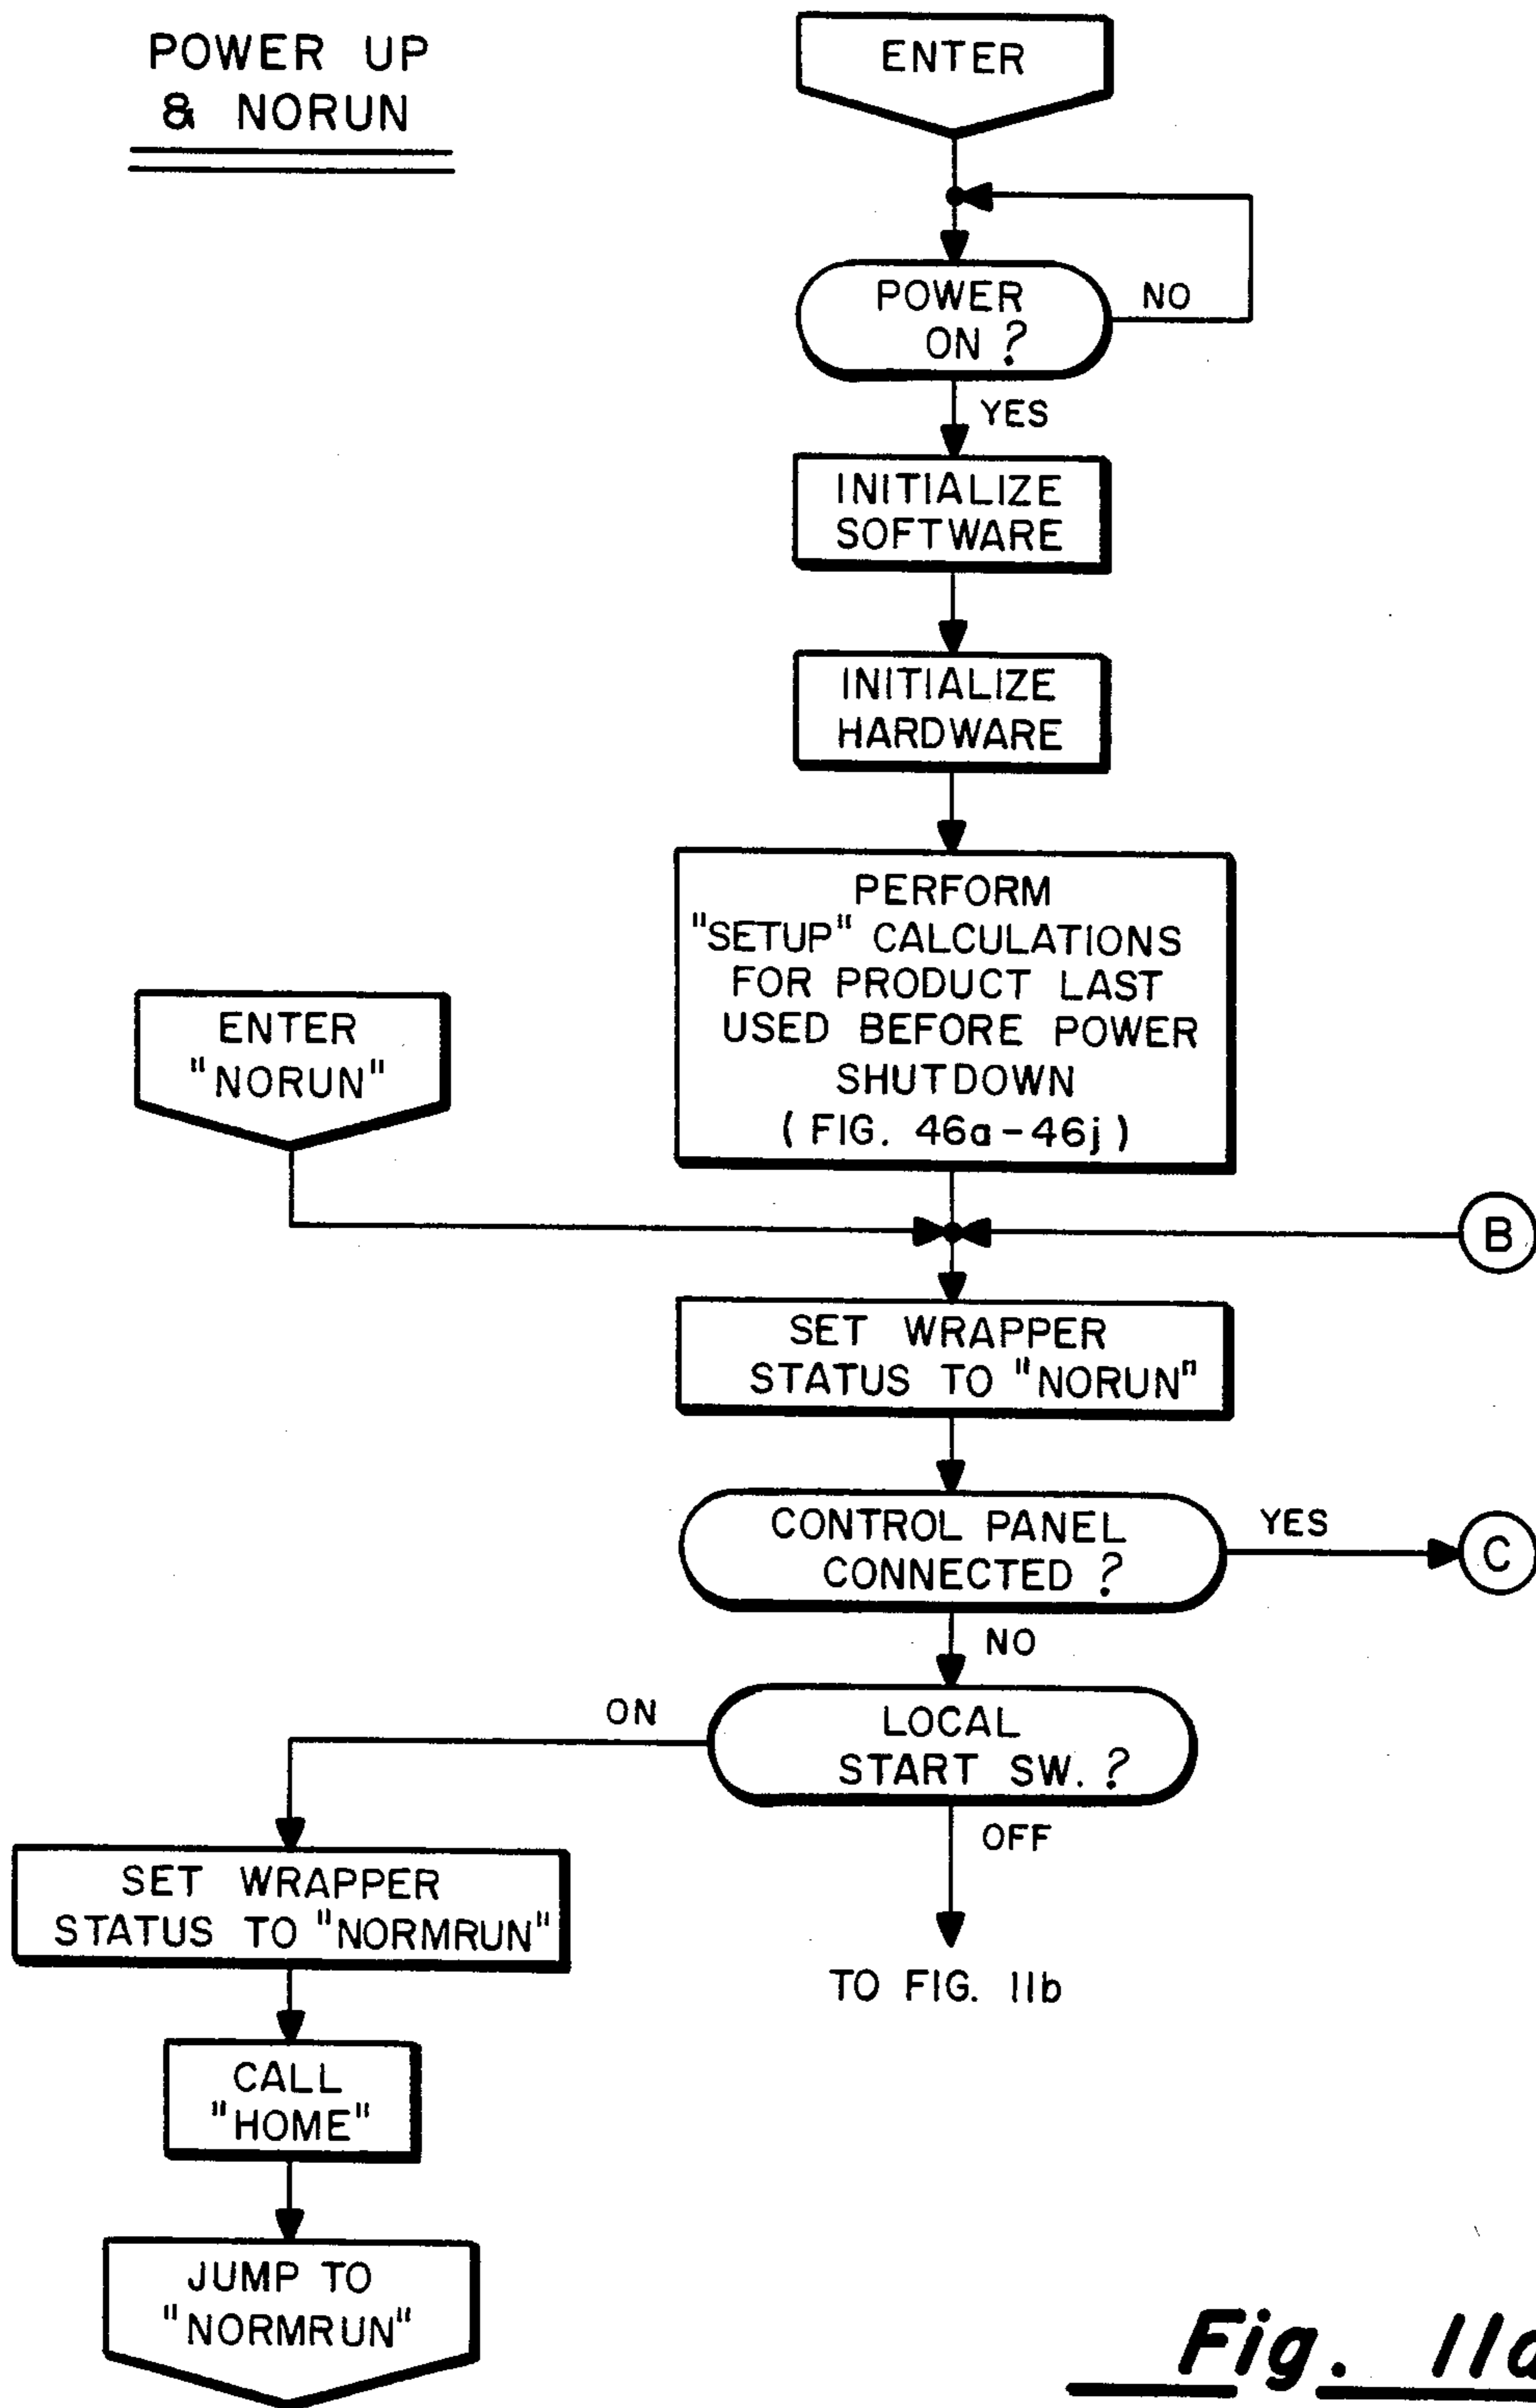 POWER UP
& NORUN
ENTER
POWER
ON ?
NO
YES
INITIALIZE
SOFTWARE
INITIALIZE
HARDWARE
PERFORM
"SETUP" CALCULATIONS
FOR PRODUCT LAST
USED BEFORE POWER
SHUTDOWN
( FIG. 46a-46j )
ENTER
"NORUN"
B
SET WRAPPER
STATUS TO "NORUN"
CONTROL PANEL
CONNECTED ?
YES
C
NO
LOCAL
START SW. ?
ON
OFF
SET WRAPPER
STATUS TO "NORMRUN"
TO FIG. 11b
CALL
"HOME"
JUMP TO
"NORMRUN"
Fig. 11a